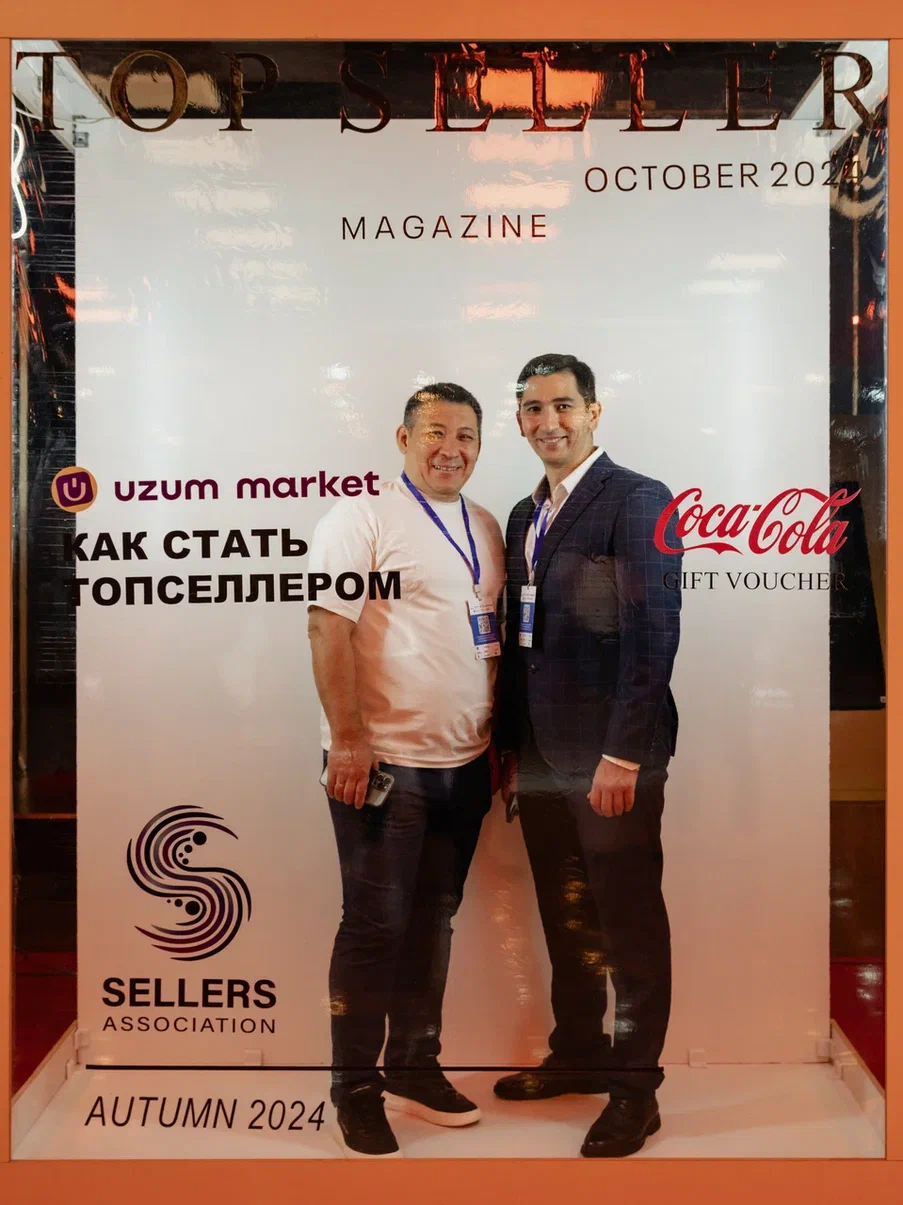 TOP SELLER
OCTOBER 2024
MAGAZINE
uzum market
КАК СТАТЬ
ТОПСЕЛЛЕРОМ
Coca-Cola
GIFT VOUCHER
SELLERS
ASSOCIATION
AUTUMN 2024